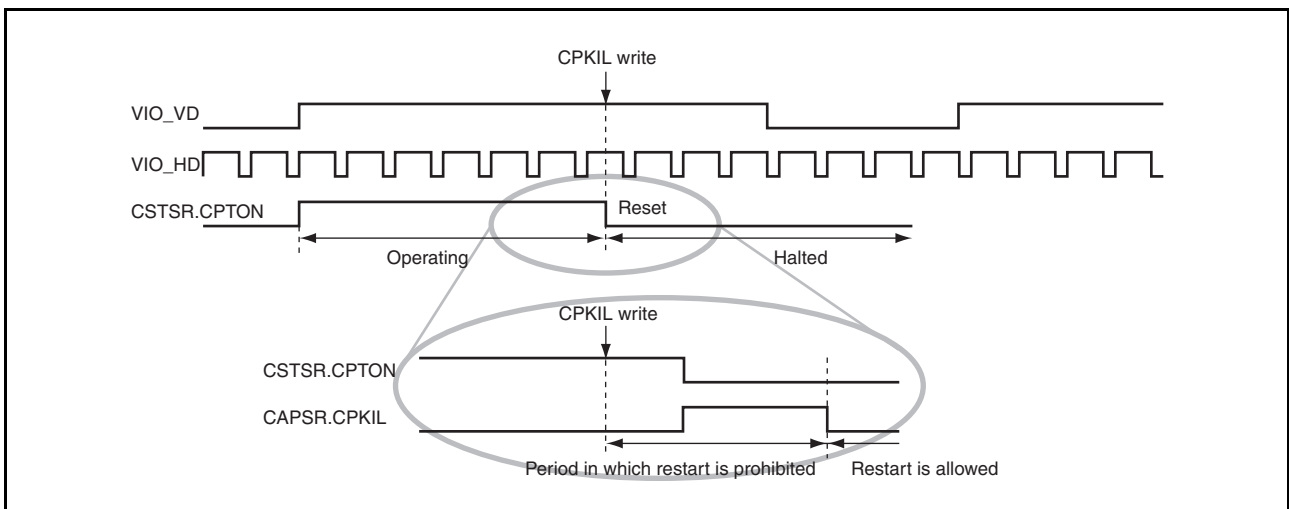 CPKIL write
VIO_VD
VIO_HD
CSTSR.CPTON
Reset
Operating
Halted
CPKIL write
CSTSR.CPTON
CAPSR.CPKIL
Period in which restart is prohibited
Restart is allowed